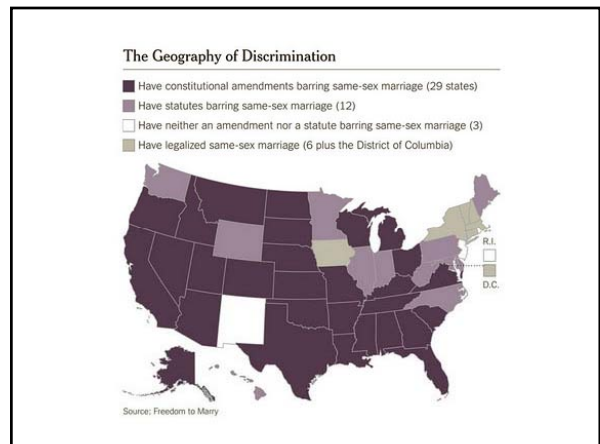 The Geography of Discrimination
Have constitutional amendments barring same-sex marriage (29 states)
Have statutes barring same-sex marriage (12)
Have neither an amendment nor a statute barring same-sex marriage (3)
Have legalized same-sex marriage (6 plus the District of Columbia)
R.I.
D.C.
Source: Freedom to Marry